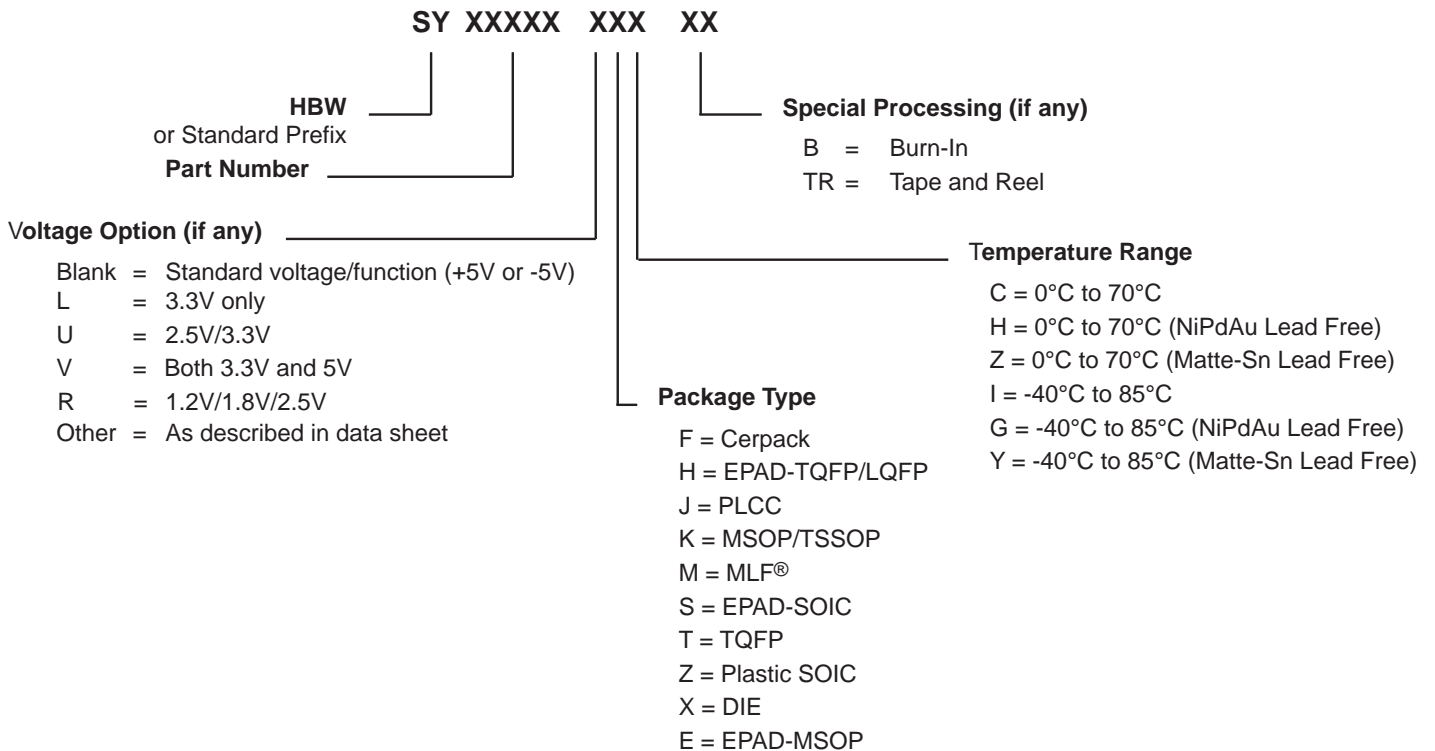 SY XXXXX XXX XX
HBW
or Standard Prefix
Part Number
Special Processing (if any)
B = Burn-In
TR = Tape and Reel
Voltage Option (if any)
Blank = Standard voltage/function (+5V or -5V)
L = 3.3V only
U = 2.5V/3.3V
V = Both 3.3V and 5V
R = 1.2V/1.8V/2.5V
Other = As described in data sheet
Temperature Range
C = 0°C to 70°C
H = 0°C to 70°C (NiPdAu Lead Free)
Z = 0°C to 70°C (Matte-Sn Lead Free)
I = -40°C to 85°C
G = -40°C to 85°C (NiPdAu Lead Free)
Y = -40°C to 85°C (Matte-Sn Lead Free)
Package Type
F = Cerpack
H = EPAD-TQFP/LQFP
J = PLCC
K = MSOP/TSSOP
M = MLF®
S = EPAD-SOIC
T = TQFP
Z = Plastic SOIC
X = DIE
E = EPAD-MSOP